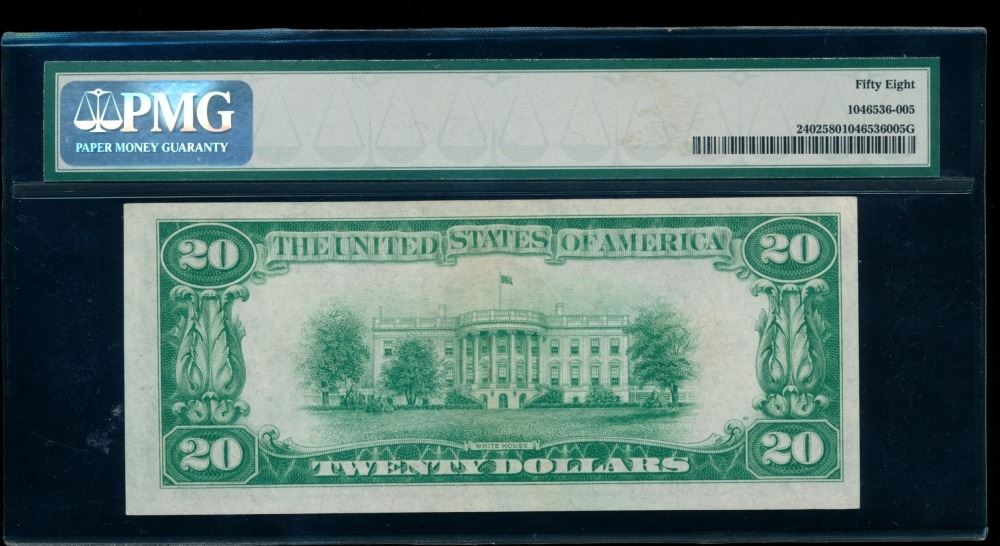 PMG
PAPER MONEY GUARANTY
Fifty Eight
1046536-005
24025801046536005G
20 THE UNITED STATES OF AMERICA 20
WHITE HOUSE
20 TWENTY DOLLARS 20